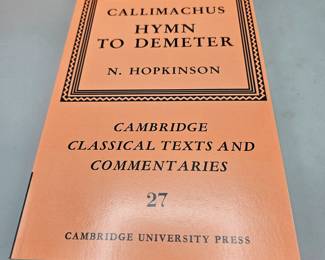 CALLIMACHUS
HYMN
TO DEMETER
N. HOPKINSON
CAMBRIDGE
CLASSICAL TEXTS AND
COMMENTARIES
27
CAMBRIDGE UNIVERSITY PRESS